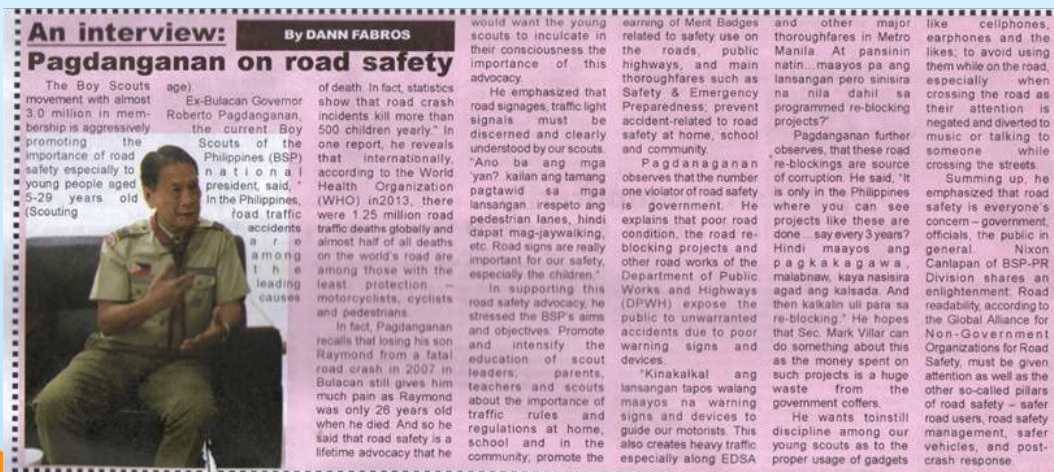 An interview:
By DANN FABROS
Pagdanganan on road safety
The Boy Scouts
movement with almost
3.0 million in mem-
bership is aggressively
promoting the
importance of road
safety especially to
young people aged
5-29 years old
(Scouting
age).
Ex-Bulacan Governor
Roberto Pagdanganan,
the current Boy
Scouts of the
Philippines (BSP)
national
president, said, "
In the Philippines,
road traffic
accidents
are
among
the
leading
causes
of death. In fact, statistics
show that road crash
incidents kill more than
500 children yearly." In
one report, he reveals
that internationally,
according to the World
Health Organization
(WHO) in2013, there
were 1.25 million road
traffic deaths globally and
almost half of all deaths
on the world's road are
among those with the
least protection –
motorcyclists, cyclists
and pedestrians.
In fact, Pagdanganan
recalls that losing his son
Raymond from a fatal
road crash in 2007 in
Bulacan still gives him
much pain as Raymond
was only 26 years old
when he died. And so he
said that road safety is a
lifetime advocacy that he
would want the young
scouts to inculcate in
their consciousness the
importance of this
advocacy.
He emphasized that
road signages, traffic light
signals must be
discerned and clearly
understood by our scouts.
"Ano ba ang mga
'yan?. kailan ang tamang
pagtawid sa mga
lansangan. irespeto ang
pedestrian lanes, hindi
dapat mag-jaywalking,
etc. Road signs are really
important for our safety,
especially the children."
In supporting this
road safety advocacy, he
stressed the BSP's aims
and objectives: Promote
and intensify the
education of scout
leaders, parents,
teachers and scouts
about the importance of
traffic rules and
regulations at home,
school and in the
community; promote the
earning of Merit Badges
related to safety use on
the roads, public
highways, and main
thoroughfares such as
Safety & Emergency
Preparedness; prevent
accident-related to road
safety at home, school
and community.
Pagdanaganan
observes that the number
one violator of road safety
is government. He
explains that poor road
condition, the road re-
blocking projects and
other road works of the
Department of Public
Works and Highways
(DPWH) expose the
public to unwarranted
accidents due to poor
warning signs and
devices.
"Kinakalkal ang
lansangan tapos walang
maayos na warning
signs and devices to
guide our motorists. This
also creates heavy traffic
especially along EDSA
and other major
thoroughfares in Metro
Manila. At pansinin
natin...maayos pa ang
lansangan pero sinisira
na nila dahil sa
programmed re-blocking
projects?"
Pagdanganan further
observes, that these road
re-blockings are source
of corruption. He said, "It
is only in the Philippines
where you can see
projects like these are
done... say every 3 years?
Hindi maayos ang
pagkakagawa,
malabnaw, kaya nasisira
agad ang kalsada. And
then kalkalin uli para sa
re-blocking." He hopes
that Sec. Mark Villar can
do something about this
as the money spent on
such projects is a huge
waste from the
government coffers.
He wants toinstill
discipline among our
young scouts as to the
proper usage of gadgets
like cellphones,
earphones and the
likes; to avoid using
them while on the road,
especially when
crossing the road as
their attention is
negated and diverted to
music or talking to
someone while
crossing the streets.
Summing up, he
emphasized that road
safety is everyone's
concern – government,
officials, the public in
general. Nixon
Canlapan of BSP-PR
Division shares an
enlightenment. Road
readability, according to
the Global Alliance for
Non-Government
Organizations for Road
Safety, must be given
attention as well as the
other so-called pillars
of road safety – safer
road users, road safety
management, safer
vehicles, and post-
crash response.